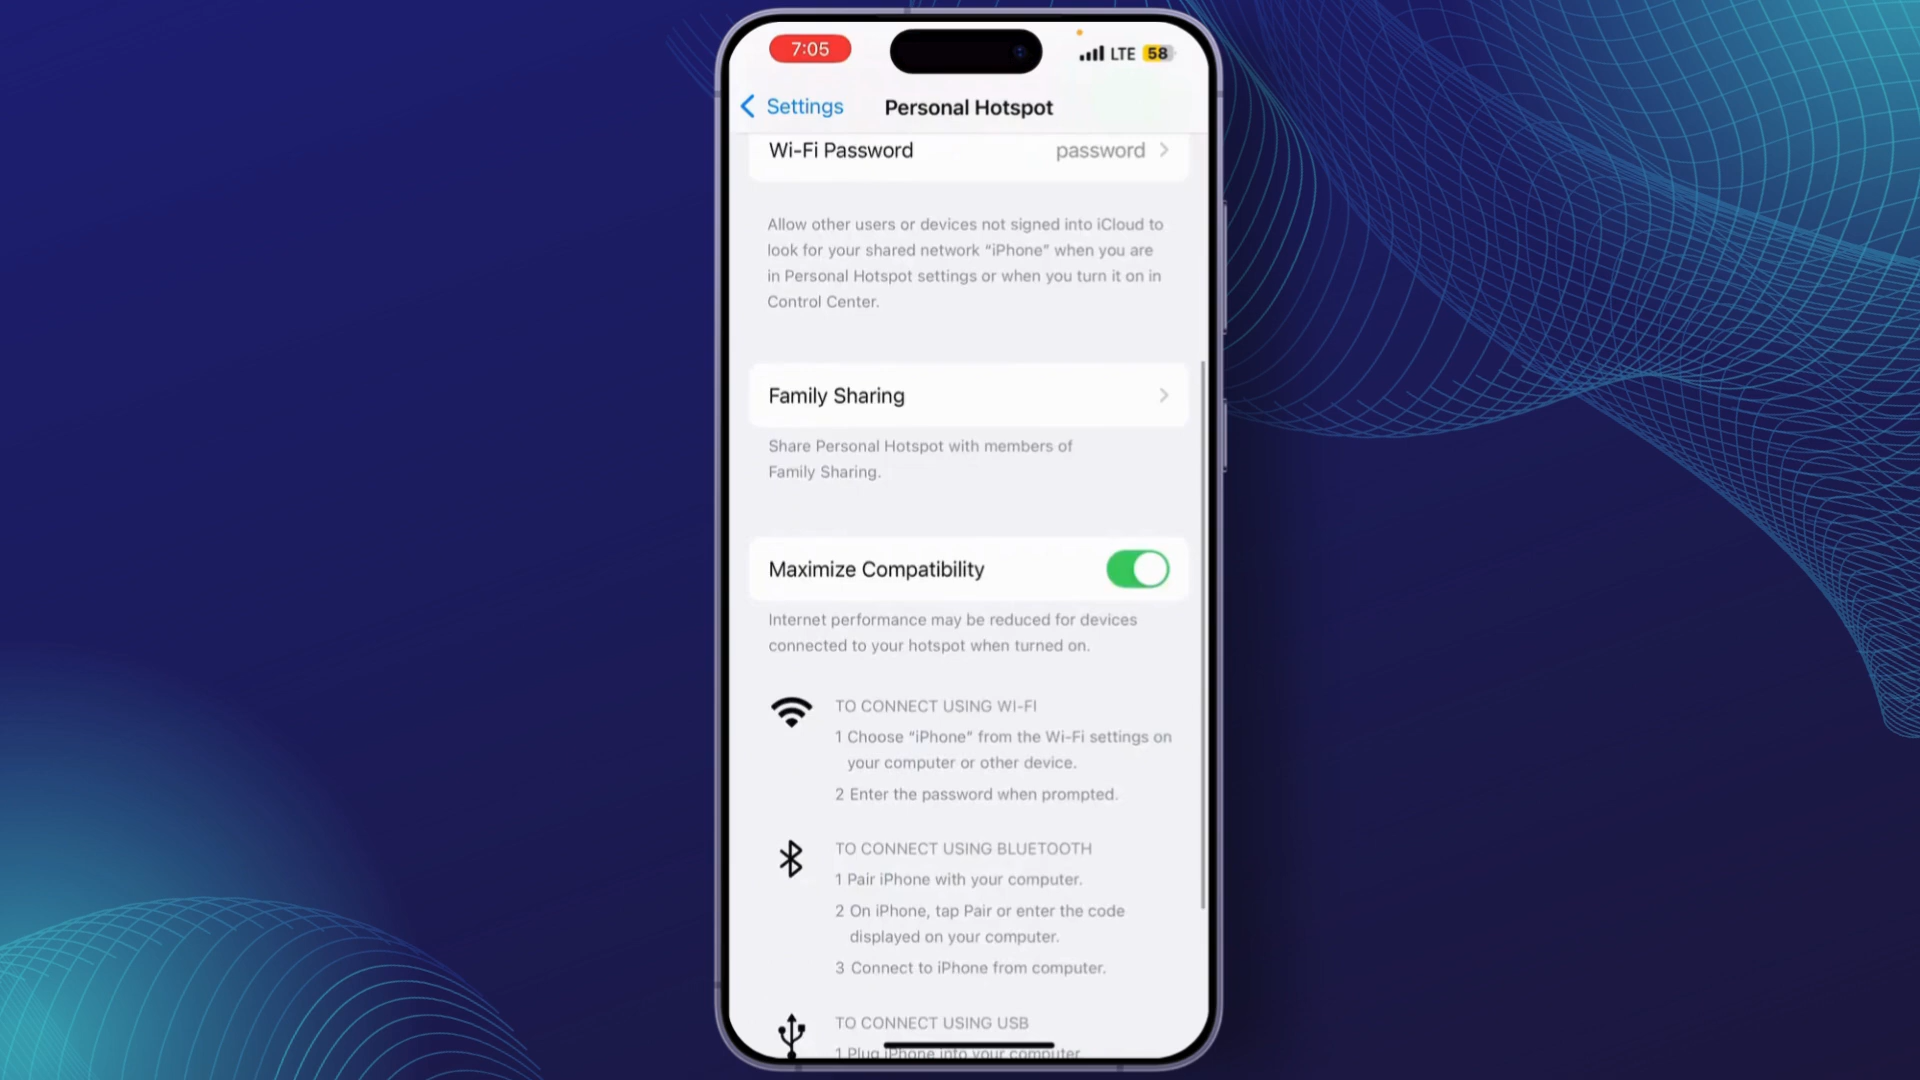 7:05
LTE 58
Settings
Personal Hotspot
Wi-Fi Password password
Allow other users or devices not signed into iCloud to
look for your shared network “iPhone” when you are
in Personal Hotspot settings or when you turn it on in
Control Center.
Family Sharing
Share Personal Hotspot with members of
Family Sharing.
Maximize Compatibility
Internet performance may be reduced for devices
connected to your hotspot when turned on.
TO CONNECT USING WI-FI
1 Choose “iPhone” from the Wi-Fi settings on
your computer or other device.
2 Enter the password when prompted.
TO CONNECT USING BLUETOOTH
1 Pair iPhone with your computer.
2 On iPhone, tap Pair or enter the code
displayed on your computer.
3 Connect to iPhone from computer.
TO CONNECT USING USB
1 Plug iPhone into your computer